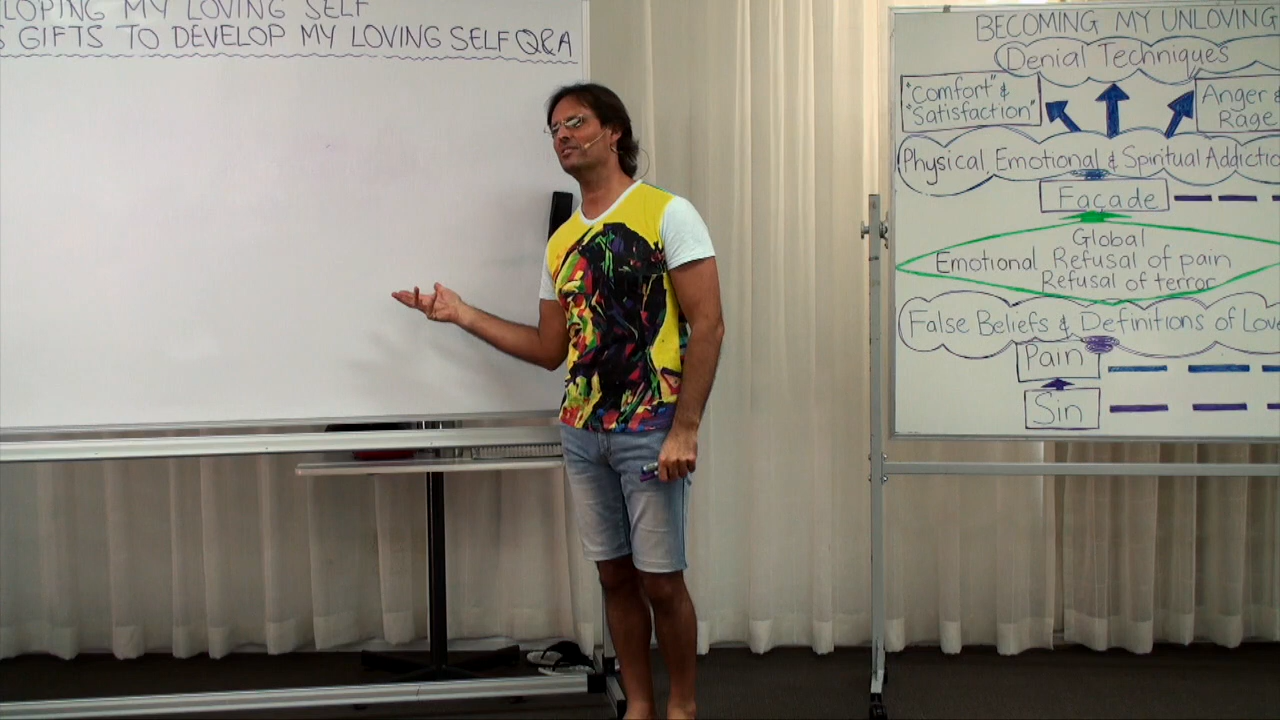 LOPING MY LOVING SELF
S GIFTS TO DEVELOP MY LOVING SELF Q&A
BECOMING MY UNLOVING
Denial Techniques
"Comfort" &
"Satisfaction"
Anger &
Rage
Physical, Emotional & Spiritual Addictio
Façade
Global
Emotional Refusal of pain
Refusal of terror
False Beliefs & Definitions of Lov
Pain
Sin